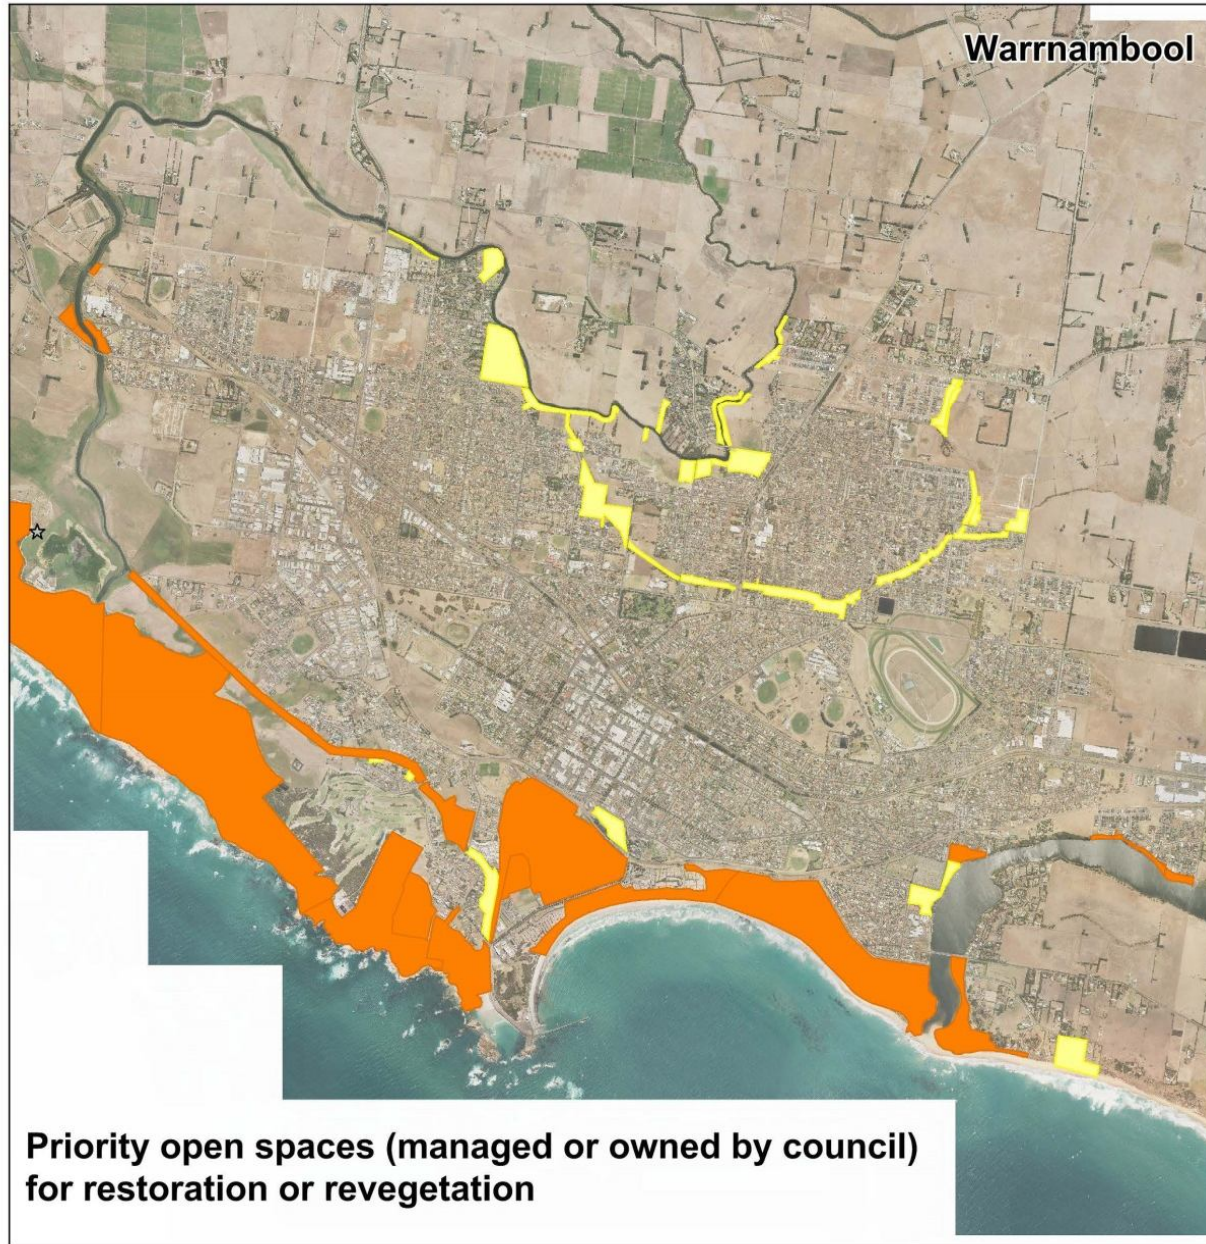 Warrnambool
Priority open spaces (managed or owned by council)
for restoration or revegetation